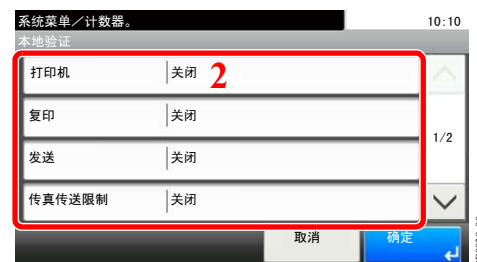 系统菜单／计数器。 10:10
本地验证
打印机 关闭 2
复印 关闭
1/2
发送 关闭
传真传送限制 关闭
取消 确定